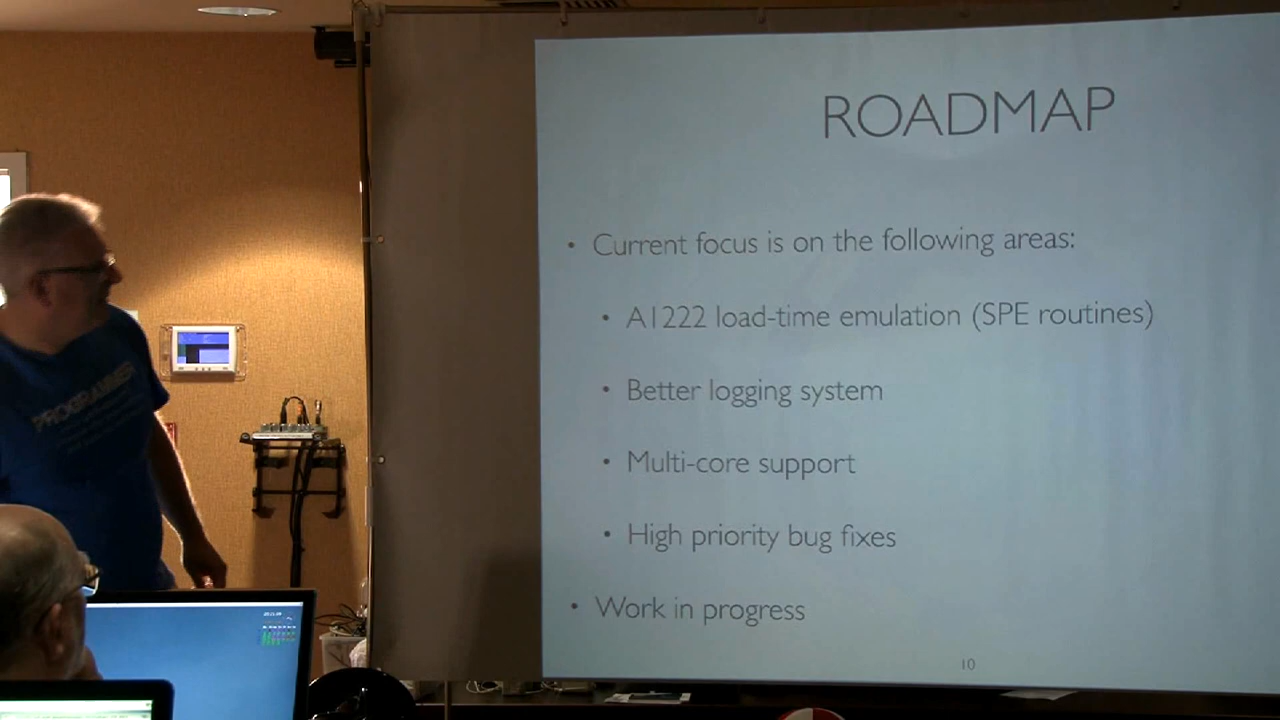 ROADMAP
• Current focus is on the following areas:
• A1222 load-time emulation (SPE routines)
• Better logging system
• Multi-core support
• High priority bug fixes
• Work in progress
10
PROGRAMMER